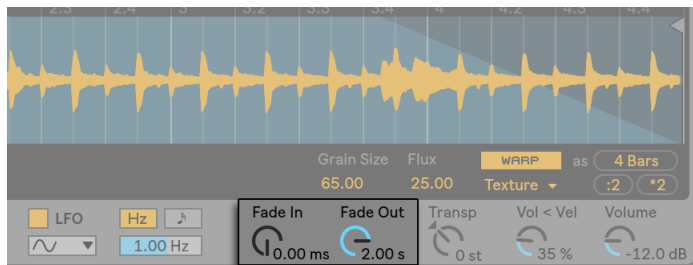 2.3 2.4 3 3.2 3.3 3.4 4 4.2 4.3 4.4
Grain Size Flux WARP as 4 Bars
65.00 25.00 Texture :2 *2
LFO Hz Fade In Fade Out Transp Vol < Vel Volume
1.00 Hz 0.00 ms 2.00 s 0 st 35 % -12.0 dB